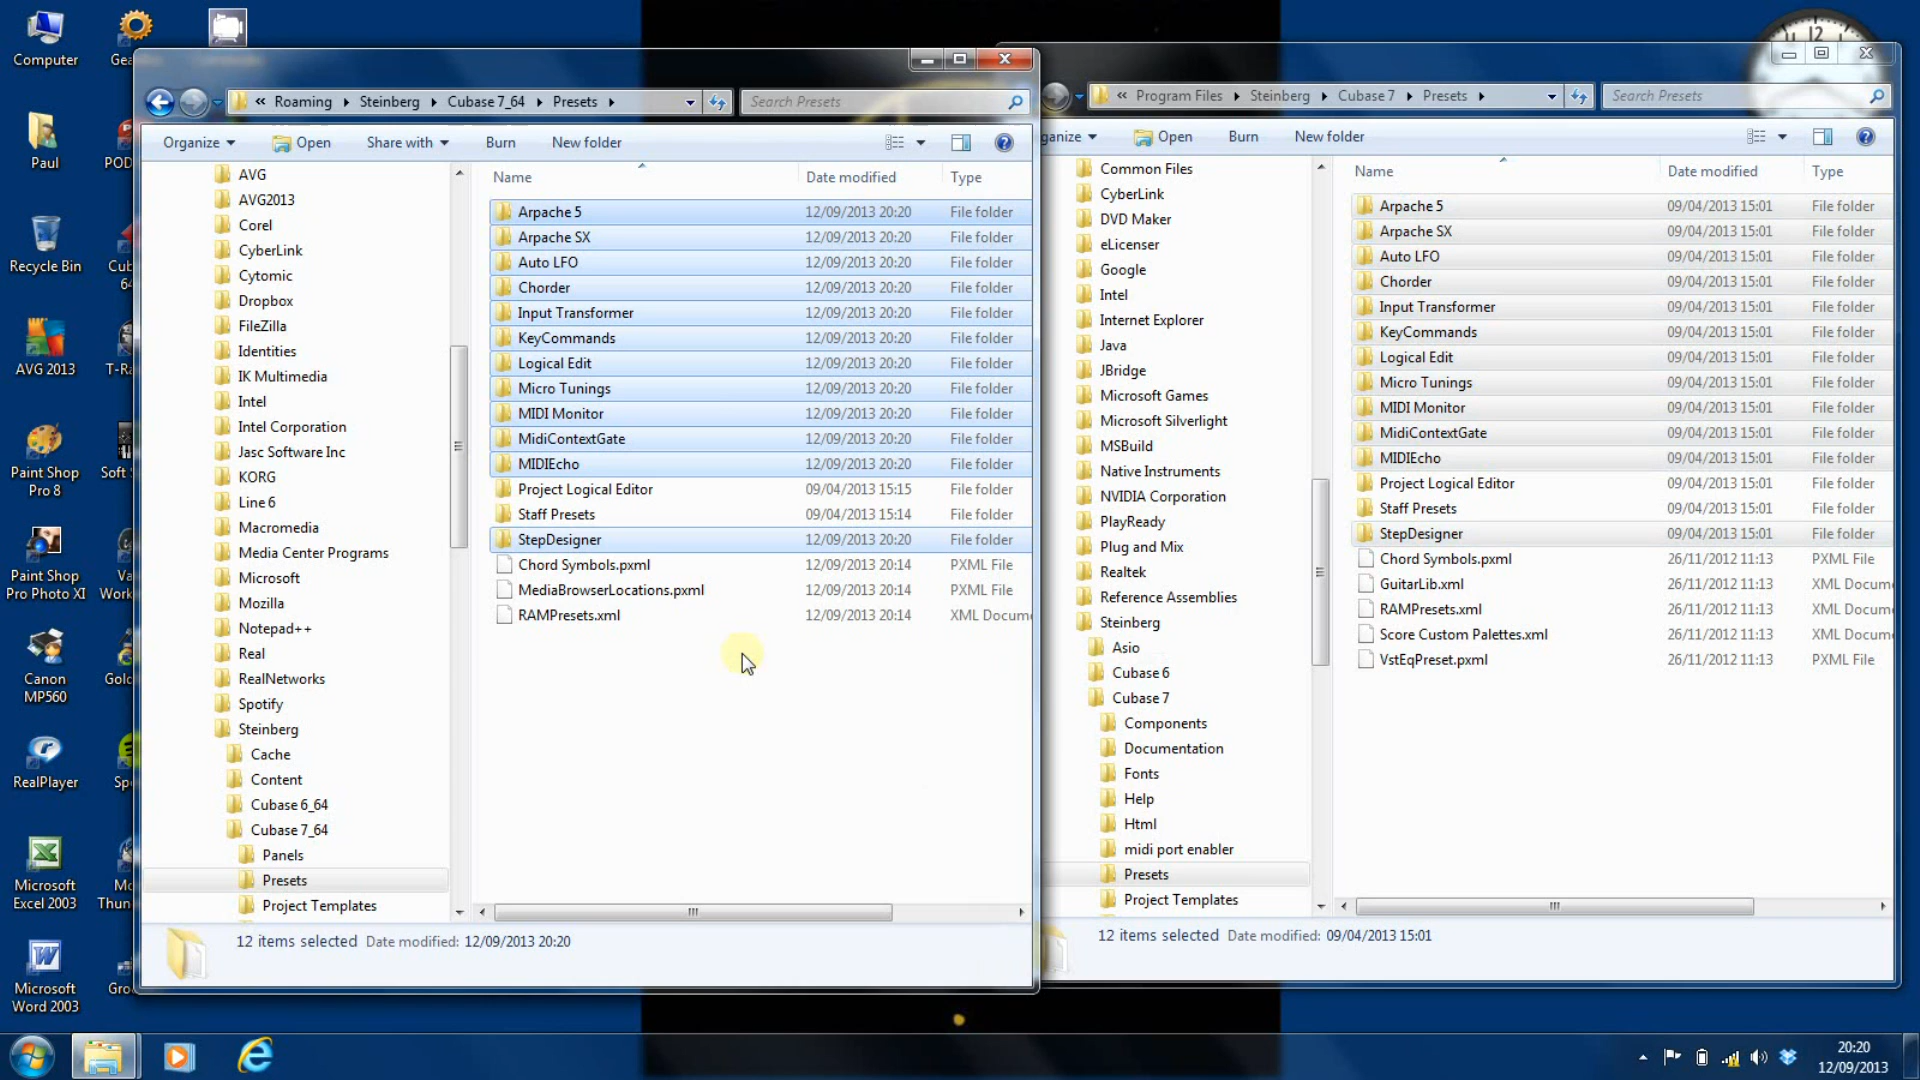 Computer
Paul
Recycle Bin
AVG 2013
Paint Shop
Pro 8
Paint Shop
Pro Photo XI
Canon
MP560
RealPlayer
Microsoft
Excel 2003
Microsoft
Word 2003
« Roaming Steinberg Cubase 7_64 Presets
Search Presets
Organize Open Share with Burn New folder
AVG
AVG2013
Corel
CyberLink
Cytomic
Dropbox
FileZilla
Identities
IK Multimedia
Intel
Intel Corporation
Jasc Software Inc
KORG
Line 6
Macromedia
Media Center Programs
Microsoft
Mozilla
Notepad++
Real
RealNetworks
Spotify
Steinberg
Cache
Content
Cubase 6_64
Cubase 7_64
Panels
Presets
Project Templates
Name Date modified Type
Arpache 5 12/09/2013 20:20 File folder
Arpache SX 12/09/2013 20:20 File folder
Auto LFO 12/09/2013 20:20 File folder
Chorder 12/09/2013 20:20 File folder
Input Transformer 12/09/2013 20:20 File folder
KeyCommands 12/09/2013 20:20 File folder
Logical Edit 12/09/2013 20:20 File folder
Micro Tunings 12/09/2013 20:20 File folder
MIDI Monitor 12/09/2013 20:20 File folder
MidiContextGate 12/09/2013 20:20 File folder
MIDIEcho 12/09/2013 20:20 File folder
Project Logical Editor 09/04/2013 15:15 File folder
Staff Presets 09/04/2013 15:14 File folder
StepDesigner 12/09/2013 20:20 File folder
Chord Symbols.pxml 12/09/2013 20:14 PXML File
MediaBrowserLocations.pxml 12/09/2013 20:14 PXML File
RAMPresets.xml 12/09/2013 20:14 XML Docum
12 items selected Date modified: 12/09/2013 20:20
« Program Files Steinberg Cubase 7 Presets
Search Presets
ganize Open Burn New folder
Common Files
CyberLink
DVD Maker
eLicenser
Google
Intel
Internet Explorer
Java
JBridge
Microsoft Games
Microsoft Silverlight
MSBuild
Native Instruments
NVIDIA Corporation
PlayReady
Plug and Mix
Realtek
Reference Assemblies
Steinberg
Asio
Cubase 6
Cubase 7
Components
Documentation
Fonts
Help
Html
midi port enabler
Presets
Project Templates
Name Date modified Type
Arpache 5 09/04/2013 15:01 File folder
Arpache SX 09/04/2013 15:01 File folder
Auto LFO 09/04/2013 15:01 File folder
Chorder 09/04/2013 15:01 File folder
Input Transformer 09/04/2013 15:01 File folder
KeyCommands 09/04/2013 15:01 File folder
Logical Edit 09/04/2013 15:01 File folder
Micro Tunings 09/04/2013 15:01 File folder
MIDI Monitor 09/04/2013 15:01 File folder
MidiContextGate 09/04/2013 15:01 File folder
MIDIEcho 09/04/2013 15:01 File folder
Project Logical Editor 09/04/2013 15:01 File folder
Staff Presets 09/04/2013 15:01 File folder
StepDesigner 09/04/2013 15:01 File folder
Chord Symbols.pxml 26/11/2012 11:13 PXML File
GuitarLib.xml 26/11/2012 11:13 XML Docume
RAMPresets.xml 26/11/2012 11:13 XML Docume
Score Custom Palettes.xml 26/11/2012 11:13 XML Docume
VstEqPreset.pxml 26/11/2012 11:13 PXML File
12 items selected Date modified: 09/04/2013 15:01
20:20
12/09/2013